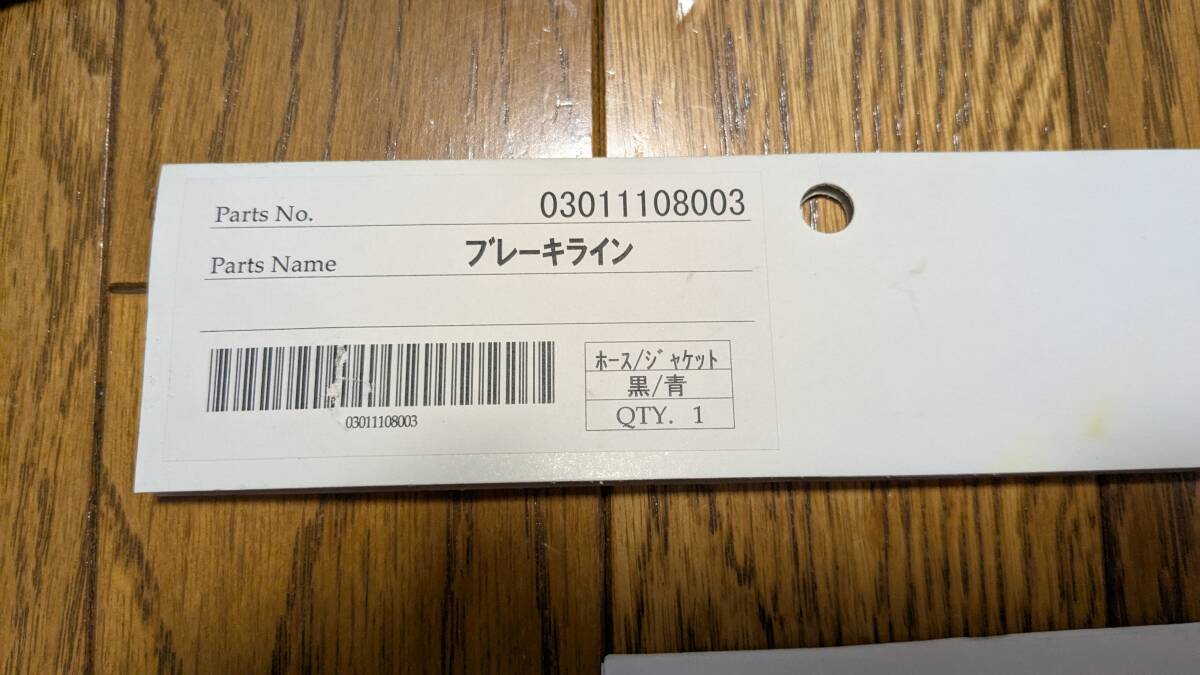 Parts No. 03011108003
Parts Name ブレーキライン
03011108003
ホース/ジャケット
黒/青
QTY. 1